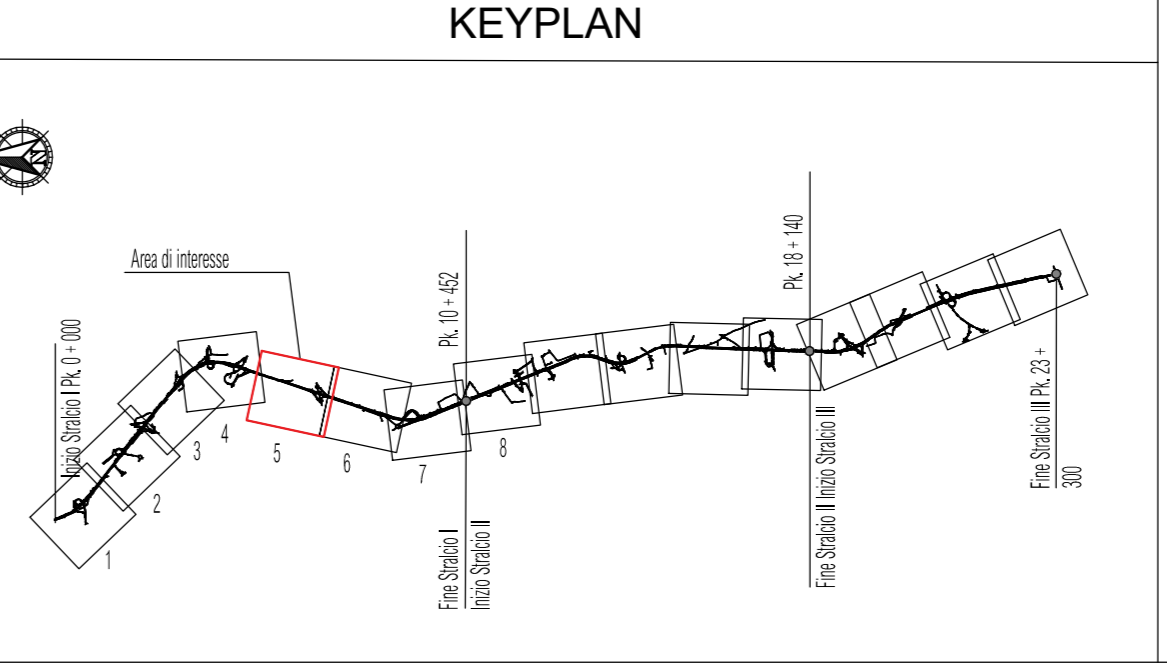 KEYPLAN
N
Area di interesse
Inizio Stralcio I Pk. 0 + 000
Pk. 10 + 452
Pk. 18 + 140
1
2
3
4
5
6
7
8
Fine Stralcio I
Inizio Stralcio II
Fine Stralcio II Inizio Stralcio III
Fine Stralcio III Pk. 23 +
300